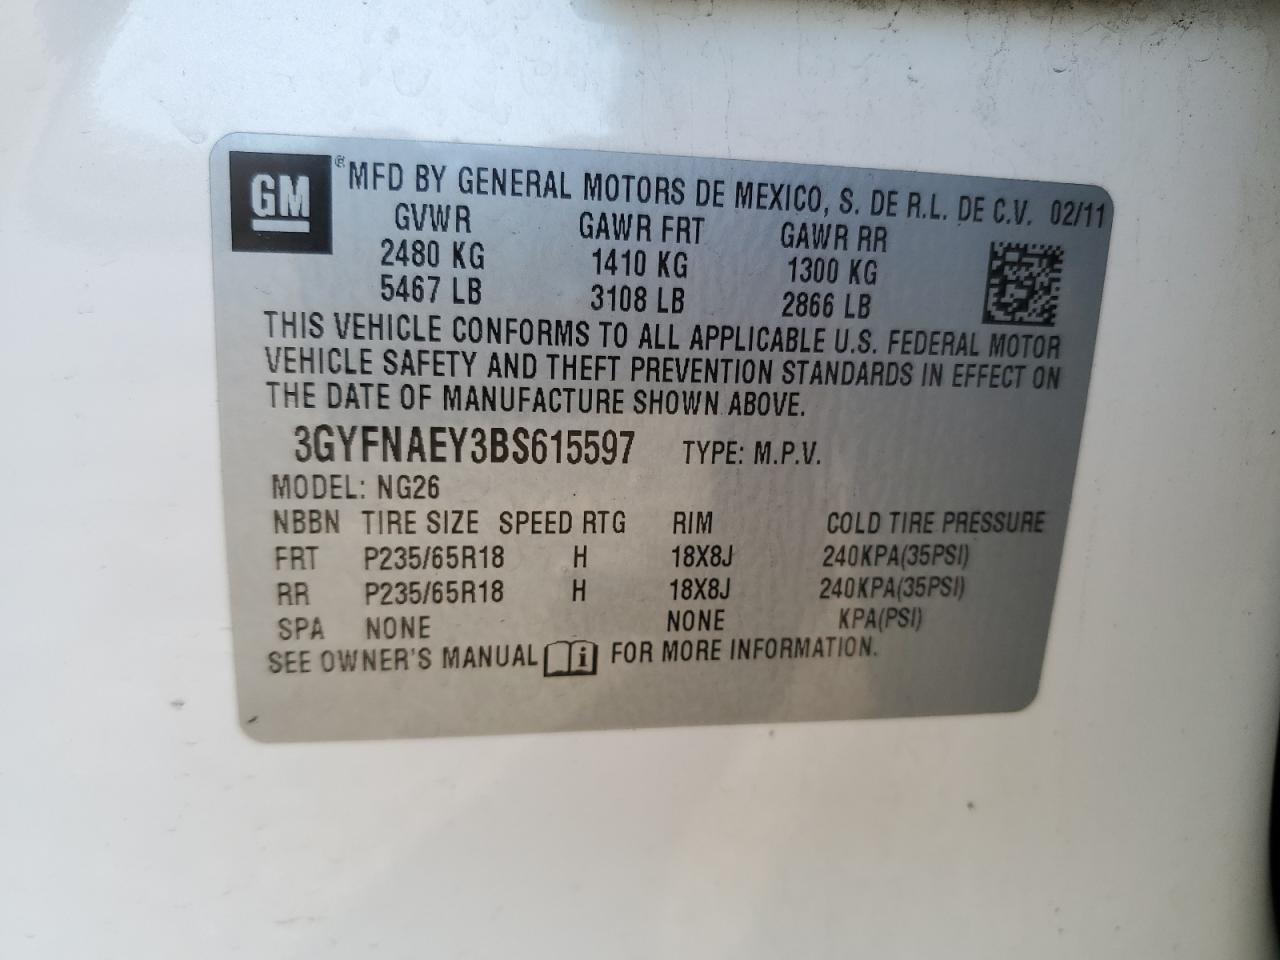 GM ® MFD BY GENERAL MOTORS DE MEXICO, S. DE R.L. DE C.V. 02/11
GVWR GAWR FRT GAWR RR
2480 KG 1410 KG 1300 KG
5467 LB 3108 LB 2866 LB
THIS VEHICLE CONFORMS TO ALL APPLICABLE U.S. FEDERAL MOTOR
VEHICLE SAFETY AND THEFT PREVENTION STANDARDS IN EFFECT ON
THE DATE OF MANUFACTURE SHOWN ABOVE.
3GYFNAEY3BS615597 TYPE: M.P.V.
MODEL: NG26
NBBN TIRE SIZE SPEED RTG RIM COLD TIRE PRESSURE
FRT P235/65R18 H 18X8J 240KPA(35PSI)
RR P235/65R18 H 18X8J 240KPA(35PSI)
SPA NONE NONE KPA(PSI)
SEE OWNER'S MANUAL i FOR MORE INFORMATION.